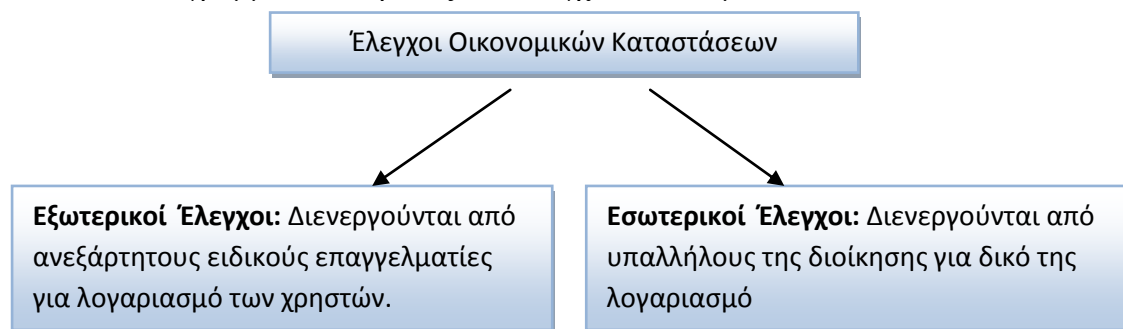 Έλεγχοι Οικονομικών Καταστάσεων
Εξωτερικοί Έλεγχοι: Διενεργούνται από
ανεξάρτητους ειδικούς επαγγελματίες
για λογαριασμό των χρηστών.
Εσωτερικοί Έλεγχοι: Διενεργούνται από
υπαλλήλους της διοίκησης για δικό της
λογαριασμό